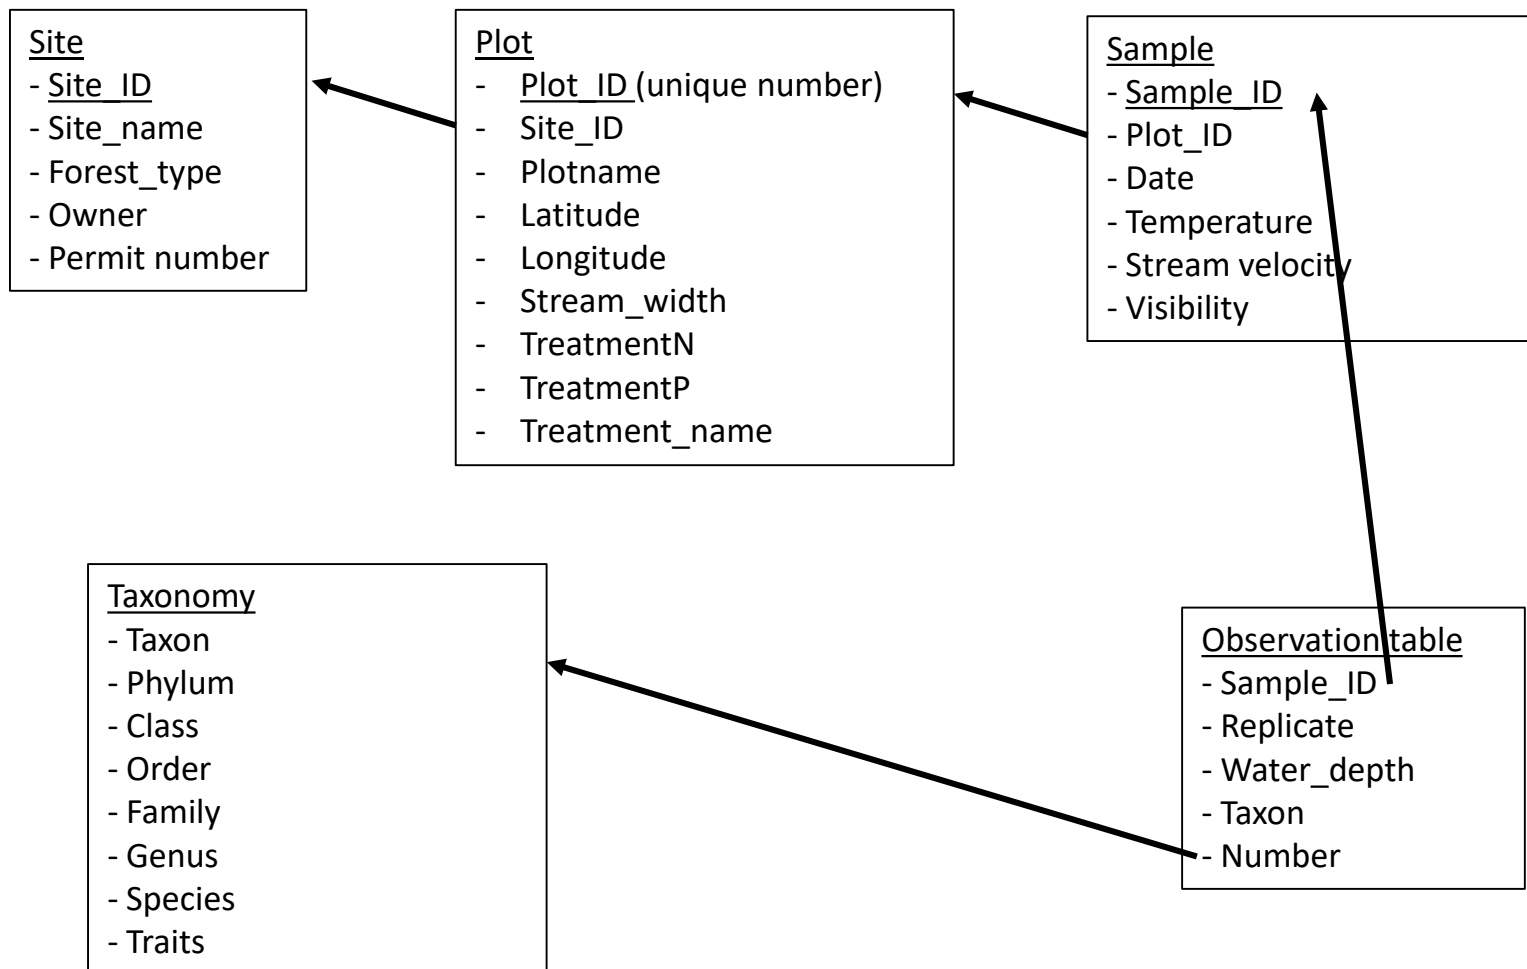 Site
- Site_ID
- Site_name
- Forest_type
- Owner
- Permit number
Plot
- Plot_ID (unique number)
- Site_ID
- Plotname
- Latitude
- Longitude
- Stream_width
- TreatmentN
- TreatmentP
- Treatment_name
Sample
- Sample_ID
- Plot_ID
- Date
- Temperature
- Stream velocity
- Visibility
Taxonomy
- Taxon
- Phylum
- Class
- Order
- Family
- Genus
- Species
- Traits
Observation table
- Sample_ID
- Replicate
- Water_depth
- Taxon
- Number